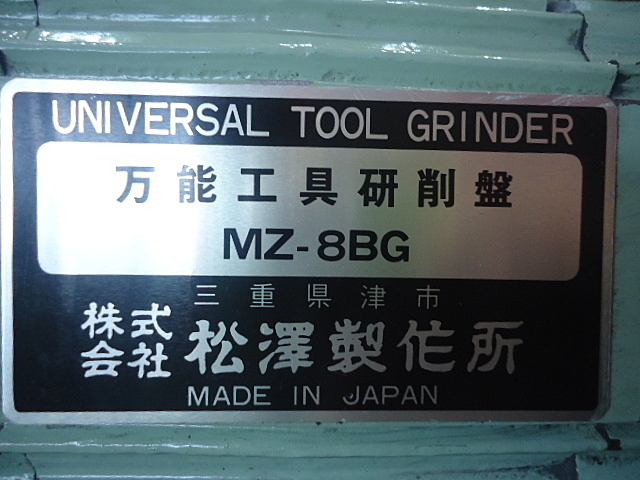 UNIVERSAL TOOL GRINDER
万能工具研削盤
MZ-8BG
三重県津市
株式会社 松澤製作所
MADE IN JAPAN